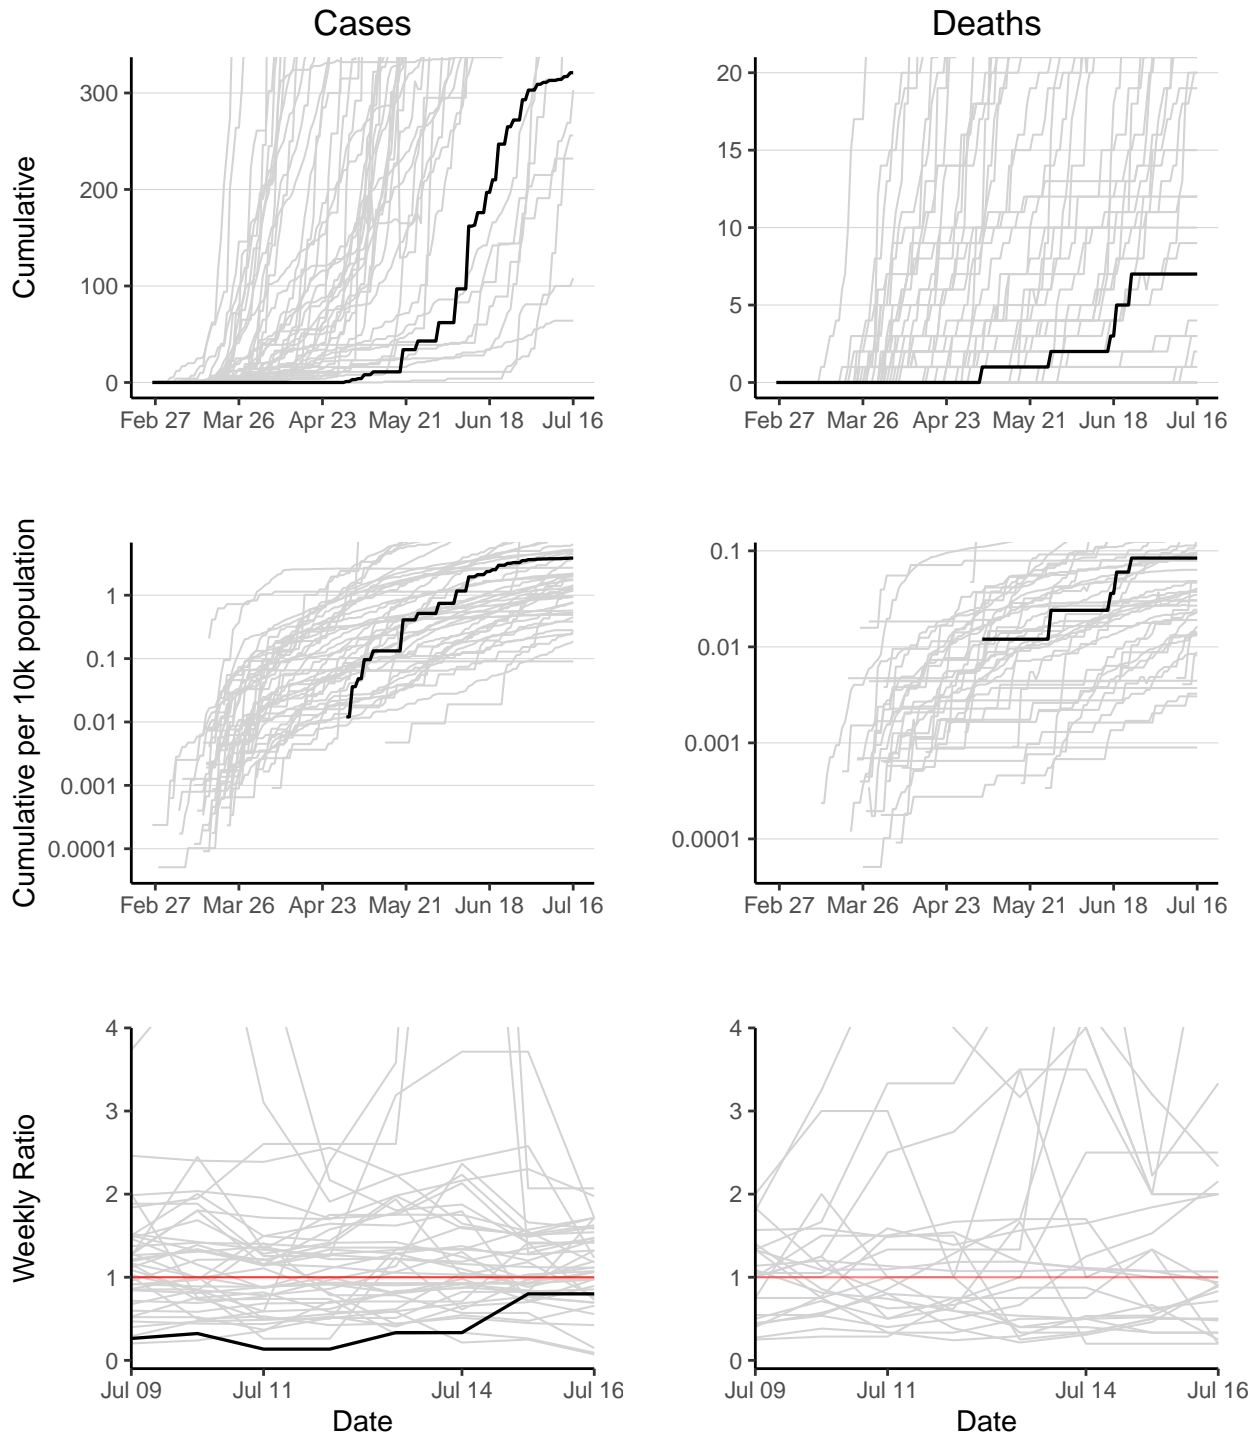 Cases
Deaths
Cumulative
300
200
100
0
Feb 27 Mar 26 Apr 23 May 21 Jun 18 Jul 16
20
15
10
5
0
Feb 27 Mar 26 Apr 23 May 21 Jun 18 Jul 16
Cumulative per 10k population
1
0.1
0.01
0.001
0.0001
Feb 27 Mar 26 Apr 23 May 21 Jun 18 Jul 16
0.1
0.01
0.001
0.0001
Feb 27 Mar 26 Apr 23 May 21 Jun 18 Jul 16
Weekly Ratio
4
3
2
1
0
Jul 09 Jul 11 Jul 14 Jul 16
Date
4
3
2
1
0
Jul 09 Jul 11 Jul 14 Jul 16
Date